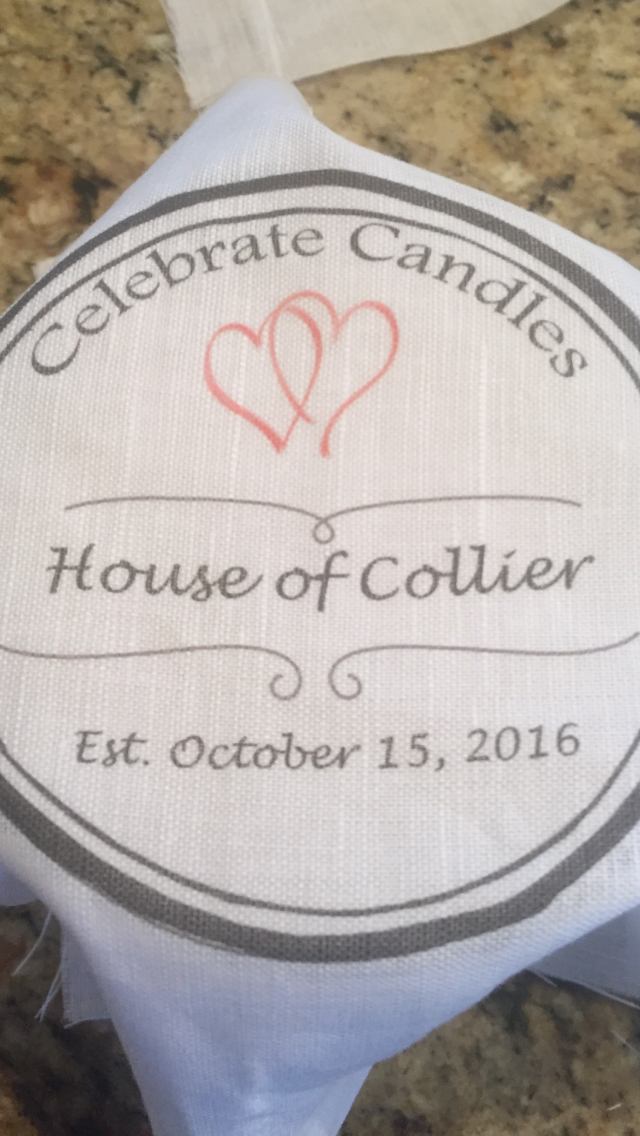 Celebrate Candles
House of Collier
Est. October 15, 2016